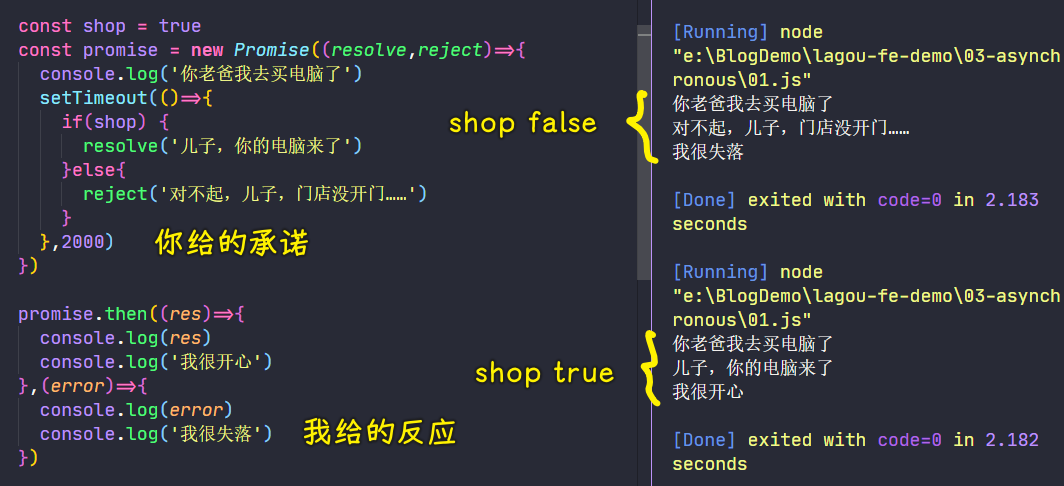 const shop = true
const promise = new Promise((resolve,reject)=>{
  console.log('你老爸我去买电脑了')
  setTimeout(()=>{
    if(shop) {
      resolve('儿子，你的电脑来了')
    }else{
      reject('对不起，儿子，门店没开门……')
    }
  },2000)
})
你给的承诺
promise.then((res)=>{
  console.log(res)
  console.log('我很开心')
},(error)=>{
  console.log(error)
  console.log('我很失落')
})
我给的反应
shop false
shop true
[Running] node
"e:\BlogDemo\lagou-fe-demo\03-asynch
ronous\01.js"
你老爸我去买电脑了
对不起，儿子，门店没开门……
我很失落
[Done] exited with code=0 in 2.183
seconds
[Running] node
"e:\BlogDemo\lagou-fe-demo\03-asynch
ronous\01.js"
你老爸我去买电脑了
儿子，你的电脑来了
我很开心
[Done] exited with code=0 in 2.182
seconds